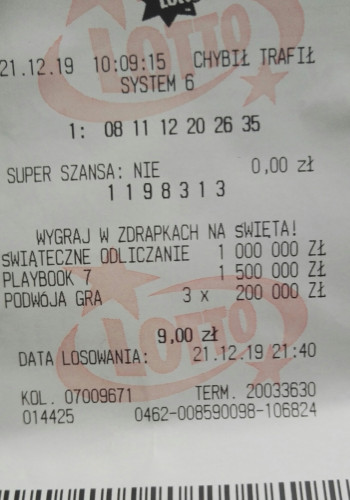 LOTTO
LOTTO
21.12.19 10:09:15 CHYBIŁ TRAFIŁ
SYSTEM 6
1: 08 11 12 20 26 35
SUPER SZANSA: NIE 0,00 zł
1198313
WYGRAJ W ZDRAPKACH NA ŚWIĘTA!
ŚWIĄTECZNE ODLICZANIE 1 000 000 ZŁ
PLAYBOOK 7 1 500 000 ZŁ
PODWÓJA GRA 3 x 200 000 ZŁ
LOTTO
9,00 zł
DATA LOSOWANIA: 21.12.19 21:40
KOL. 07009671 TERM. 20033630
014425 0462-008590098-106824